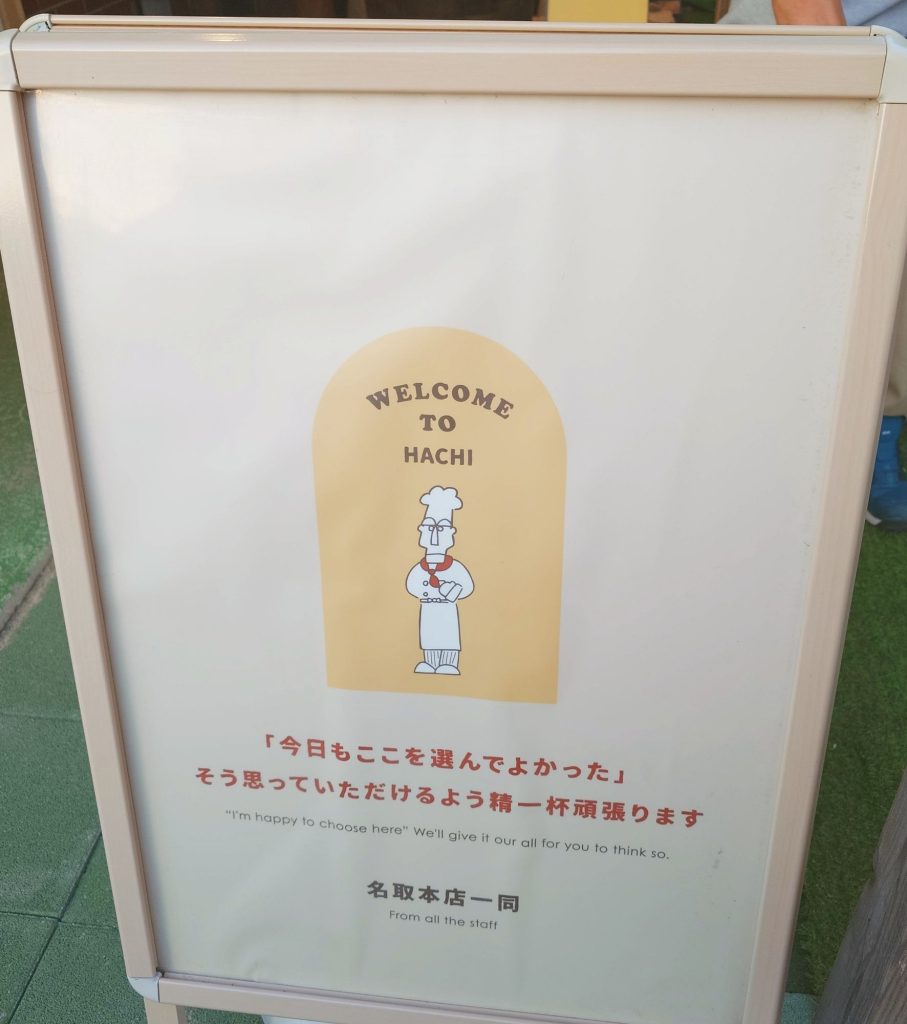 WELCOME
TO
HACHI
「今日もここを選んでよかった」
そう思っていただけるよう精一杯頑張ります
“I'm happy to choose here” We'll give it our all for you to think so.
名取本店一同
From all the staff